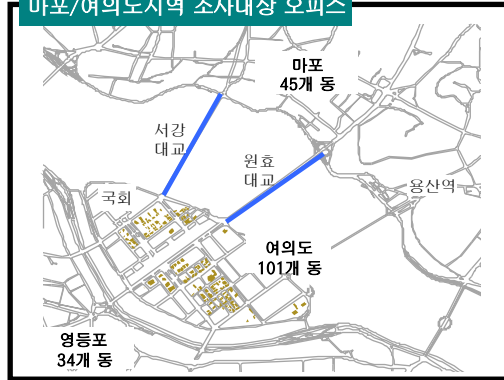 마포/여의도지역 조사대상 오피스
마포
45개 동
서강
대교
원효
대교
국회
용산역
여의도
101개 동
영등포
34개 동